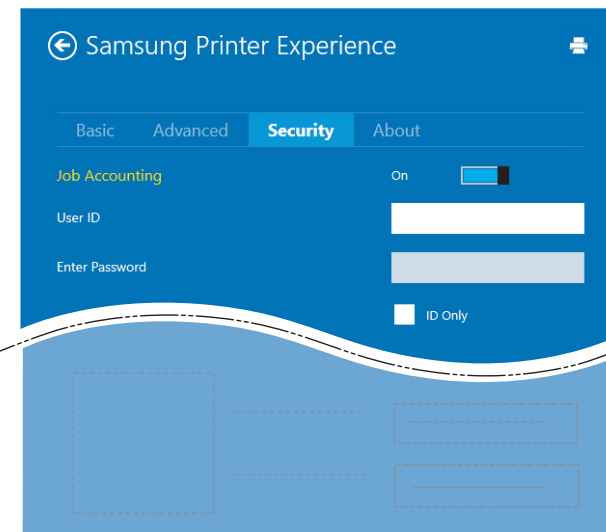 Samsung Printer Experience
Basic Advanced Security About
Job Accounting On
User ID
Enter Password
ID Only